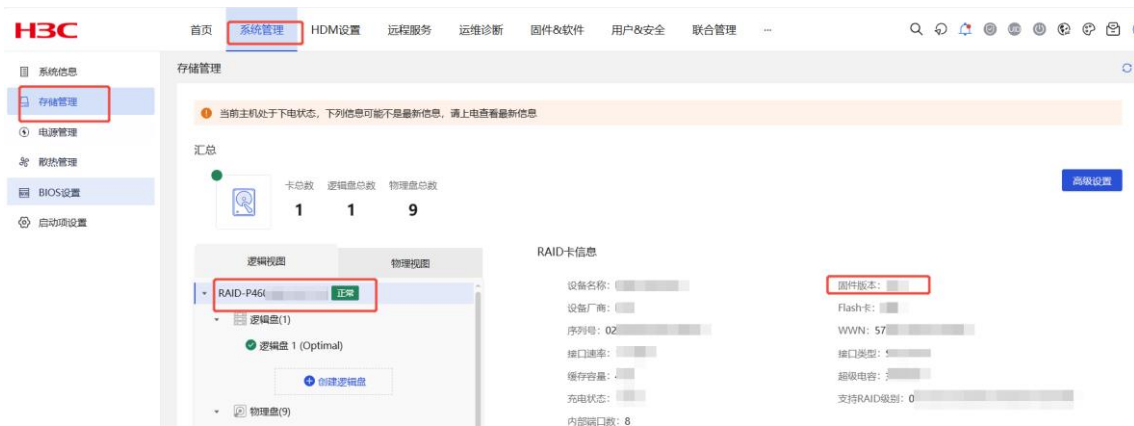 H3C
首页 系统管理 HDM设置 远程服务 运维诊断 固件&软件 用户&安全 联合管理 ...
系统信息
存储管理
电源管理
散热管理
BIOS设置
启动项设置
存储管理
当前主机处于下电状态，下列信息可能不是最新信息，请上电查看最新信息
汇总
卡总数 逻辑盘总数 物理盘总数
1 1 9
高级设置
逻辑视图 物理视图
RAID-P46 正常
逻辑盘(1)
逻辑盘 1 (Optimal)
创建逻辑盘
物理盘(9)
RAID卡信息
设备名称： 固件版本：
设备厂商： Flash卡：
序列号：02 WWN：57
接口速率： 接口类型：
缓存容量： 超级电容：
充电状态： 支持RAID级别：0
内部端口数：8